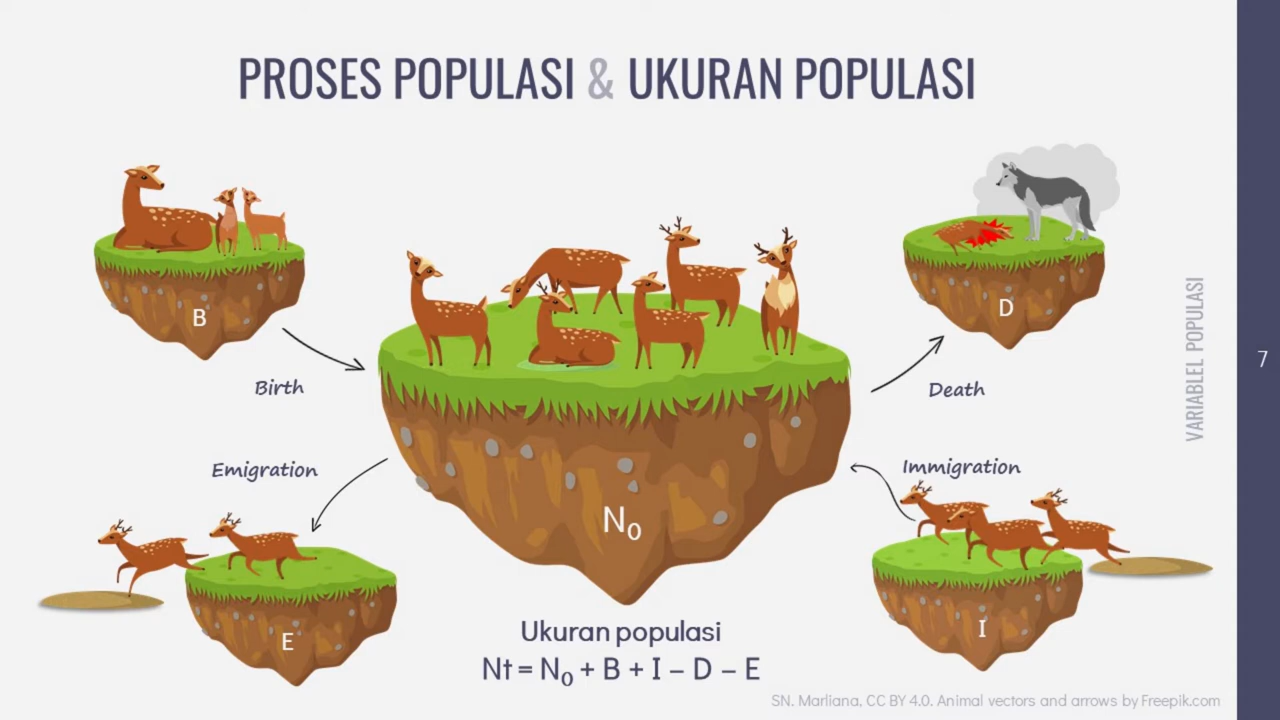 PROSES POPULASI & UKURAN POPULASI
B
D
Birth
Death
Emigration
Immigration
N₀
E
I
Ukuran populasi
Nt = N₀ + B + I – D – E
VARIABLEL POPULASI
7
SN. Marliana, CC BY 4.0. Animal vectors and arrows by Freepik.com